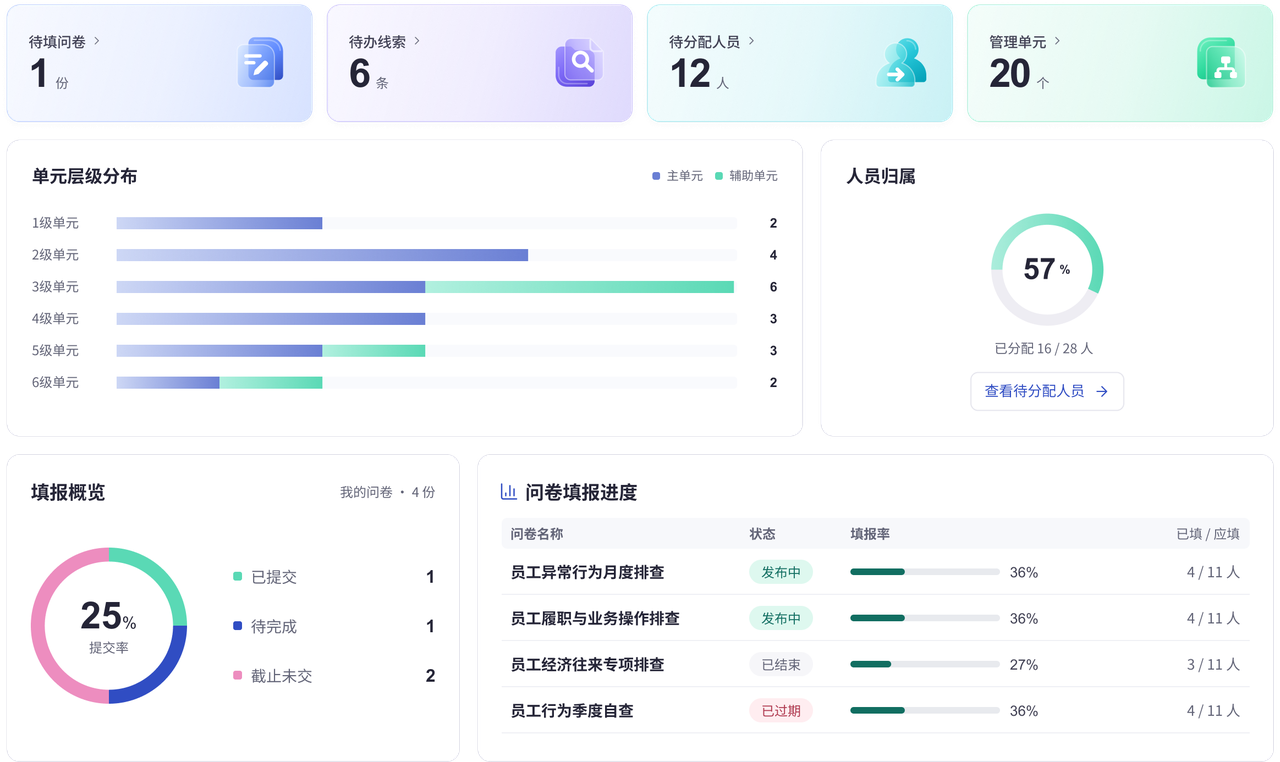 待填问卷
1 份
待办线索
6 条
待分配人员
12 人
管理单元
20 个
单元层级分布
主单元 辅助单元
1级单元 2
2级单元 4
3级单元 6
4级单元 3
5级单元 3
6级单元 2
人员归属
57 %
已分配 16 / 28 人
查看待分配人员 →
填报概览
我的问卷 · 4 份
25%
提交率
已提交 1
待完成 1
截止未交 2
问卷填报进度
问卷名称 状态 填报率 已填 / 应填
员工异常行为月度排查 发布中 36% 4 / 11 人
员工履职与业务操作排查 发布中 36% 4 / 11 人
员工经济往来专项排查 已结束 27% 3 / 11 人
员工行为季度自查 已过期 36% 4 / 11 人